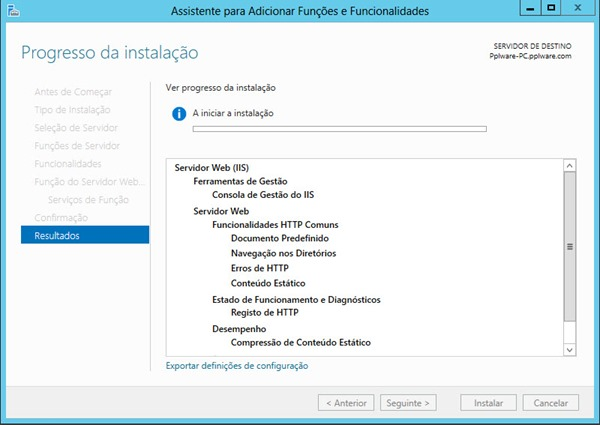 Assistente para Adicionar Funções e Funcionalidades
Progresso da instalação
SERVIDOR DE DESTINO
Pplware-PC.pplware.com
Antes de Começar
Tipo de Instalação
Seleção de Servidor
Funções de Servidor
Funcionalidades
Função do Servidor Web...
Serviços de Função
Confirmação
Resultados
Ver progresso da instalação
A iniciar a instalação
Servidor Web (IIS)
Ferramentas de Gestão
Consola de Gestão do IIS
Servidor Web
Funcionalidades HTTP Comuns
Documento Predefinido
Navegação nos Diretórios
Erros de HTTP
Conteúdo Estático
Estado de Funcionamento e Diagnósticos
Registo de HTTP
Desempenho
Compressão de Conteúdo Estático
Exportar definições de configuração
< Anterior
Seguinte >
Instalar
Cancelar